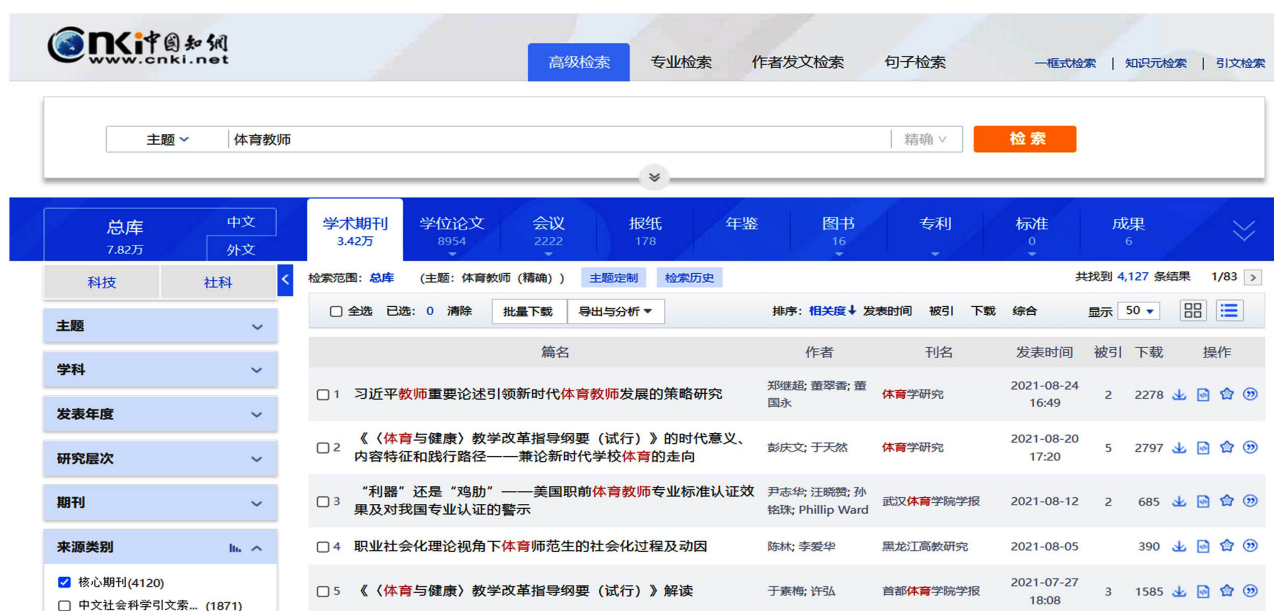 cnki中国知网
www.cnki.net
高级检索 专业检索 作者发文检索 句子检索 一框式检索 | 知识元检索 | 引文检索
主题 体育教师 精确 检索
总库 中文 学术期刊 学位论文 会议 报纸 年鉴 图书 专利 标准 成果
7.82万 外文 3.42万 8954 2222 178 16 0 6
科技 社科 检索范围：总库 （主题：体育教师（精确）） 主题定制 检索历史 共找到 4,127 条结果 1/83
全选 已选：0 清除 批量下载 导出与分析 排序：相关度 发表时间 被引 下载 综合 显示 50
主题
学科
发表年度
研究层次
期刊
来源类别
核心期刊(4120)
中文社会科学引文索... (1871)
篇名 作者 刊名 发表时间 被引 下载 操作
1 习近平教师重要论述引领新时代体育教师发展的策略研究 郑继超; 董翠香; 董国永 体育学研究 2021-08-24 16:49 2 2278
2 《〈体育与健康〉教学改革指导纲要（试行）》的时代意义、
内容特征和践行路径——兼论新时代学校体育的走向 彭庆文; 于天然 体育学研究 2021-08-20 17:20 5 2797
3 “利器”还是“鸡肋”——美国职前体育教师专业标准认证效
果及对我国专业认证的警示 尹志华; 汪晓赞; 孙铭珠; Phillip Ward 武汉体育学院学报 2021-08-12 2 685
4 职业社会化理论视角下体育师范生的社会化过程及动因 陈林; 李爱华 黑龙江高教研究 2021-08-05 390
5 《〈体育与健康〉教学改革指导纲要（试行）》解读 于素梅; 许弘 首都体育学院学报 2021-07-27 18:08 3 1585